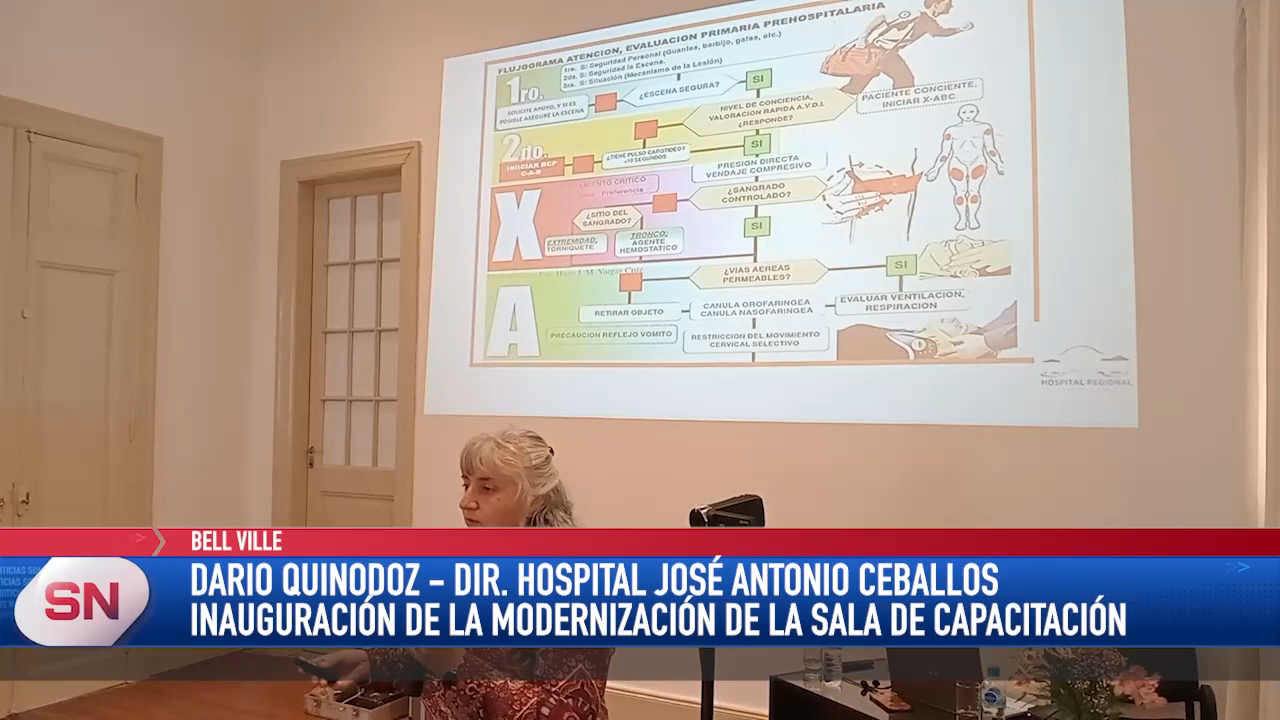 FLUJOGRAMA ATENCION, EVALUACION PRIMARIA PREHOSPITALARIA
1ro.
1ra. S: Seguridad Personal (Guantes, barbijo, gafas, etc.)
2da. S: Seguridad la Escena.
3ra. S: Situación (Mecanismo de la Lesión)
SI
¿ESCENA SEGURA?
SOLICITE APOYO, Y SI ES
POSIBLE ASEGURE LA ESCENA
NIVEL DE CONCIENCIA,
VALORACION RAPIDA A.V.D.I.
¿RESPONDE?
PACIENTE CONCIENTE.
INICIAR X-ABC
2do.
INICIAR RCP
C-A-B
¿TIENE PULSO CAROTIDEO?
<10 SEGUNDOS
SI
PRESION DIRECTA
VENDAJE COMPRESIVO
X
CRITICO
Preferencia
¿SANGRADO
CONTROLADO?
¿SITIO DEL
SANGRADO?
EXTREMIDAD;
TORNIQUETE
TRONCO;
AGENTE
HEMOSTATICO
SI
J. M. Vargas Cruz
¿VIAS AEREAS
PERMEABLES?
SI
A
RETIRAR OBJETO
CANULA OROFARINGEA
CANULA NASOFARINGEA
EVALUAR VENTILACION,
RESPIRACION
PRECAUCION REFLEJO VOMITO
RESTRICCION DEL MOVIMIENTO
CERVICAL SELECTIVO
HOSPITAL REGIONAL
BELL VILLE
SN
DARIO QUINODOZ – DIR. HOSPITAL JOSÉ ANTONIO CEBALLOS
INAUGURACIÓN DE LA MODERNIZACIÓN DE LA SALA DE CAPACITACIÓN